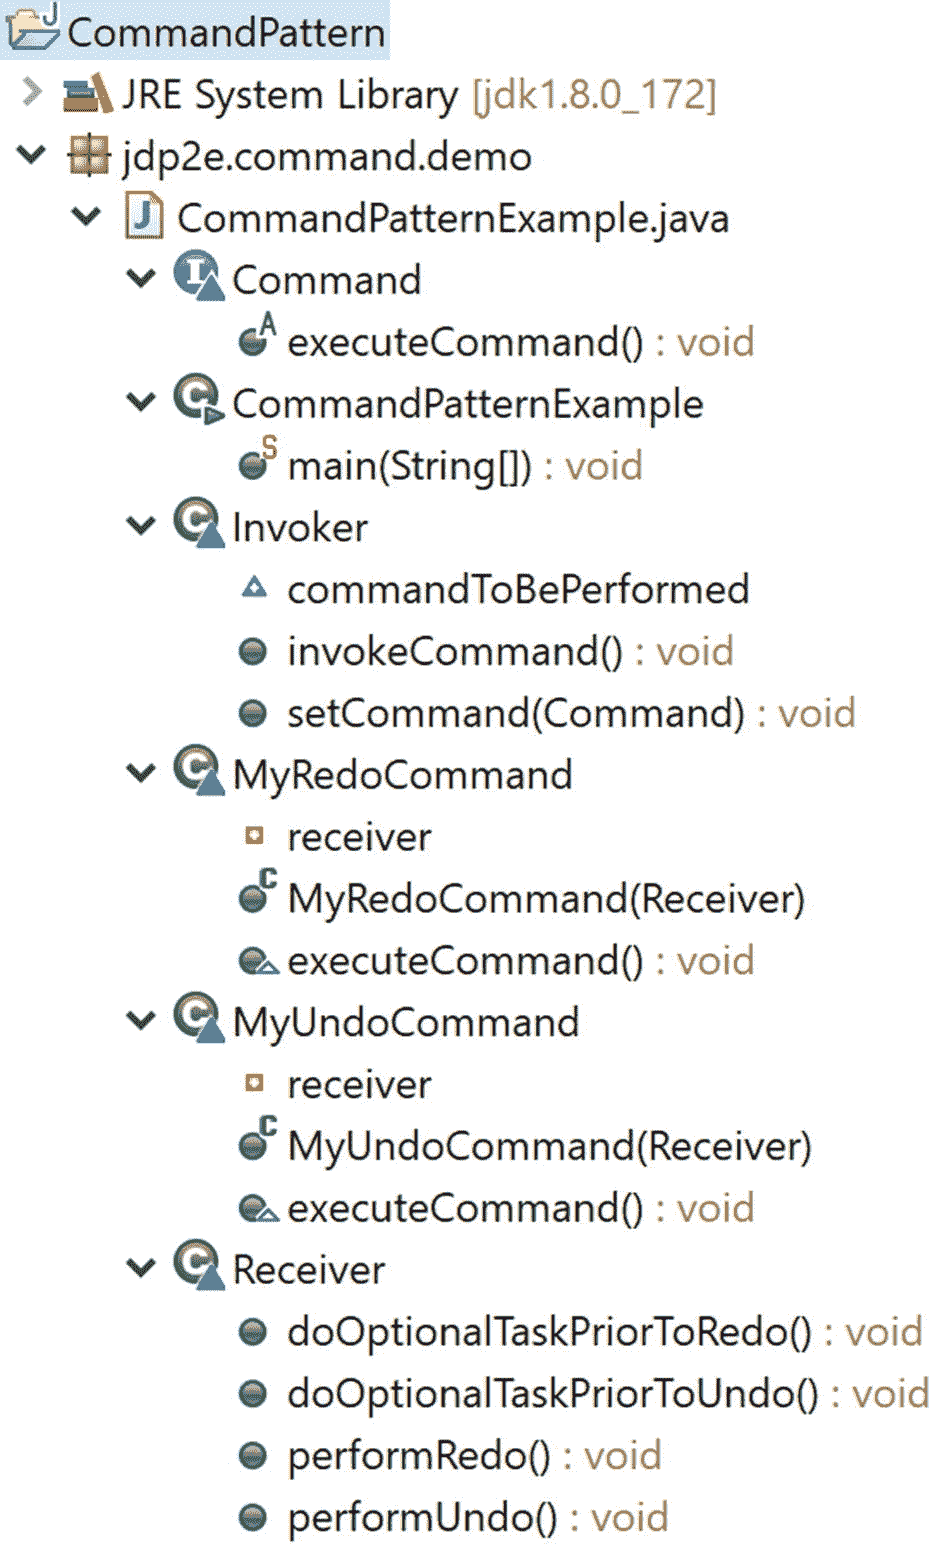 CommandPattern
JRE System Library [jdk1.8.0_172]
jdp2e.command.demo
CommandPatternExample.java
Command
executeCommand() : void
CommandPatternExample
main(String[]) : void
Invoker
commandToBePerformed
invokeCommand() : void
setCommand(Command) : void
MyRedoCommand
receiver
MyRedoCommand(Receiver)
executeCommand() : void
MyUndoCommand
receiver
MyUndoCommand(Receiver)
executeCommand() : void
Receiver
doOptionalTaskPriorToRedo() : void
doOptionalTaskPriorToUndo() : void
performRedo() : void
performUndo() : void